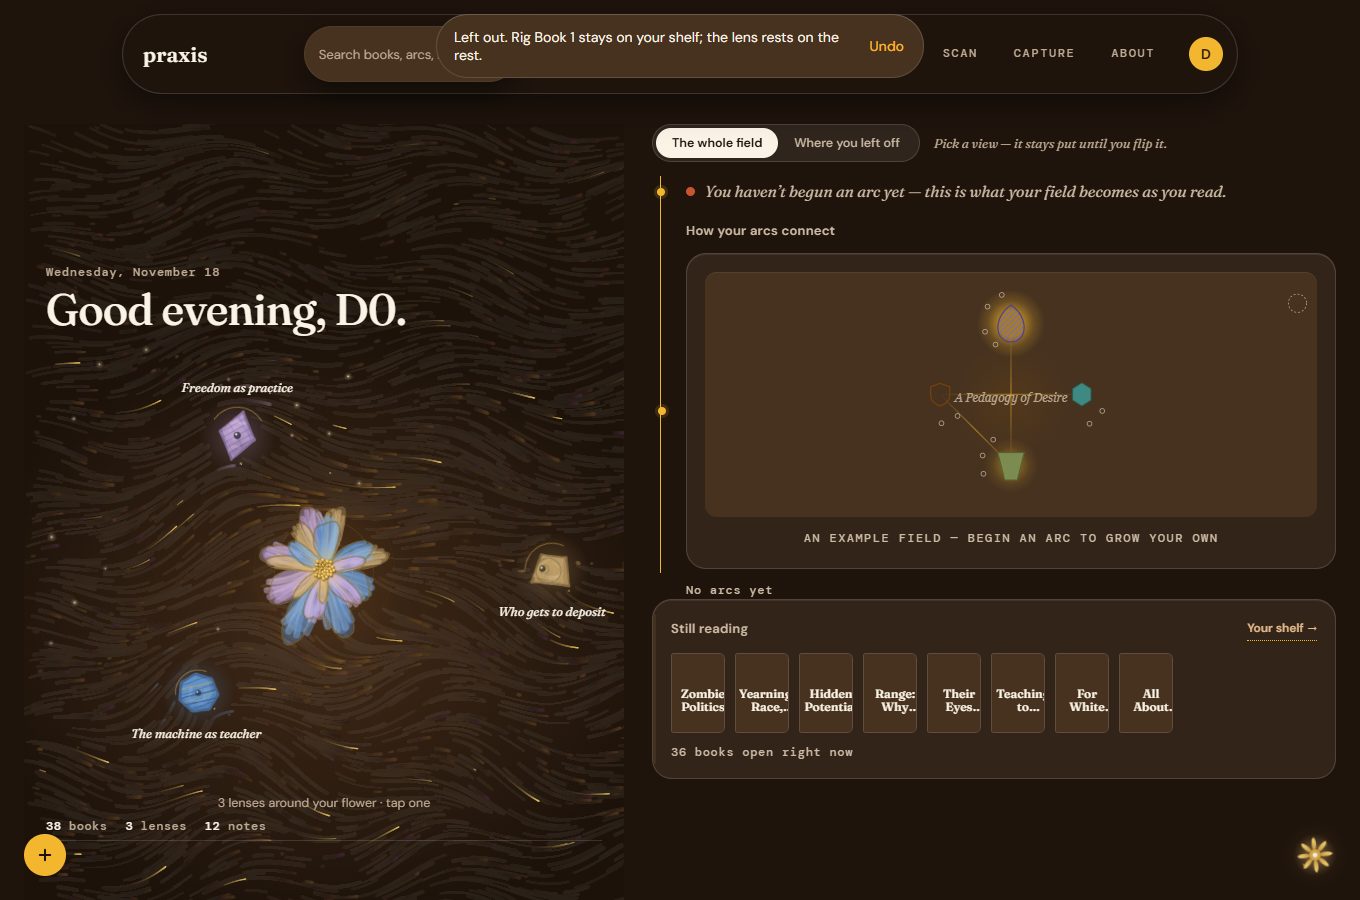 praxis
Search books, arcs,
Left out. Rig Book 1 stays on your shelf; the lens rests on the
rest.
Undo
SCAN
CAPTURE
ABOUT
D
Wednesday, November 18
Good evening, D0.
Freedom as practice
Who gets to deposit
The machine as teacher
3 lenses around your flower · tap one
38 books 3 lenses 12 notes
+
The whole field
Where you left off
Pick a view — it stays put until you flip it.
You haven’t begun an arc yet — this is what your field becomes as you read.
How your arcs connect
A Pedagogy of Desire
AN EXAMPLE FIELD — BEGIN AN ARC TO GROW YOUR OWN
No arcs yet
Still reading
Your shelf →
Zombie
Politics
Yearning
Race,..
Hidden
Potentia
Range:
Why..
Their
Eyes..
Teaching
to...
For
White.
All
About.
36 books open right now